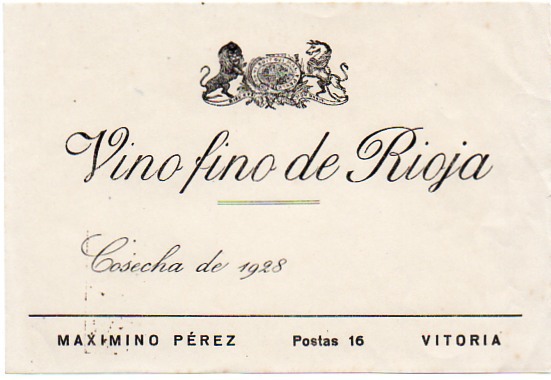 Vino fino de Rioja
Cosecha de 1928
MAXIMINO PÉREZ Postas 16 VITORIA